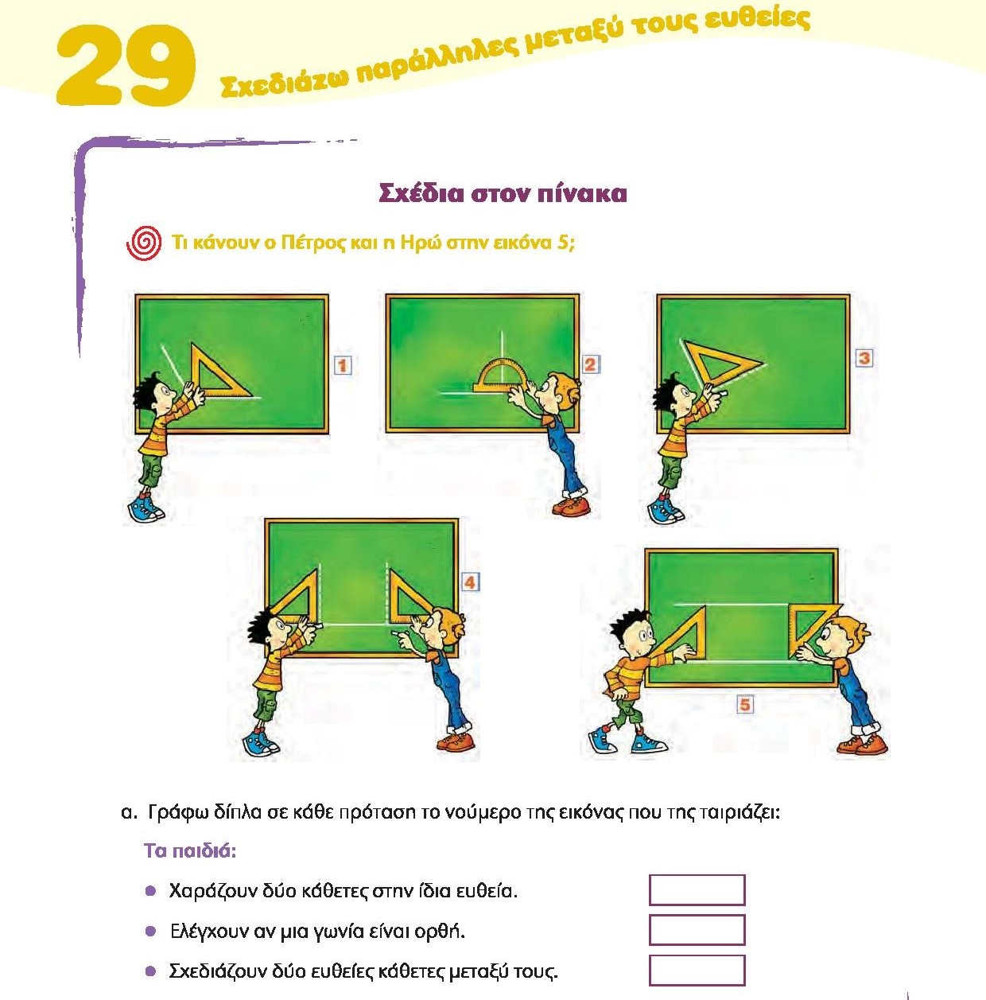 29
Σχεδιάζω παράλληλες μεταξύ τους ευθείες
Σχέδια στον πίνακα
Τι κάνουν ο Πέτρος και η Ηρώ στην εικόνα 5;
1
2
3
4
5
α. Γράφω δίπλα σε κάθε πρόταση το νούμερο της εικόνας που της ταιριάζει:
Τα παιδιά:
• Χαράζουν δύο κάθετες στην ίδια ευθεία.
• Ελέγχουν αν μια γωνία είναι ορθή.
• Σχεδιάζουν δύο ευθείες κάθετες μεταξύ τους.